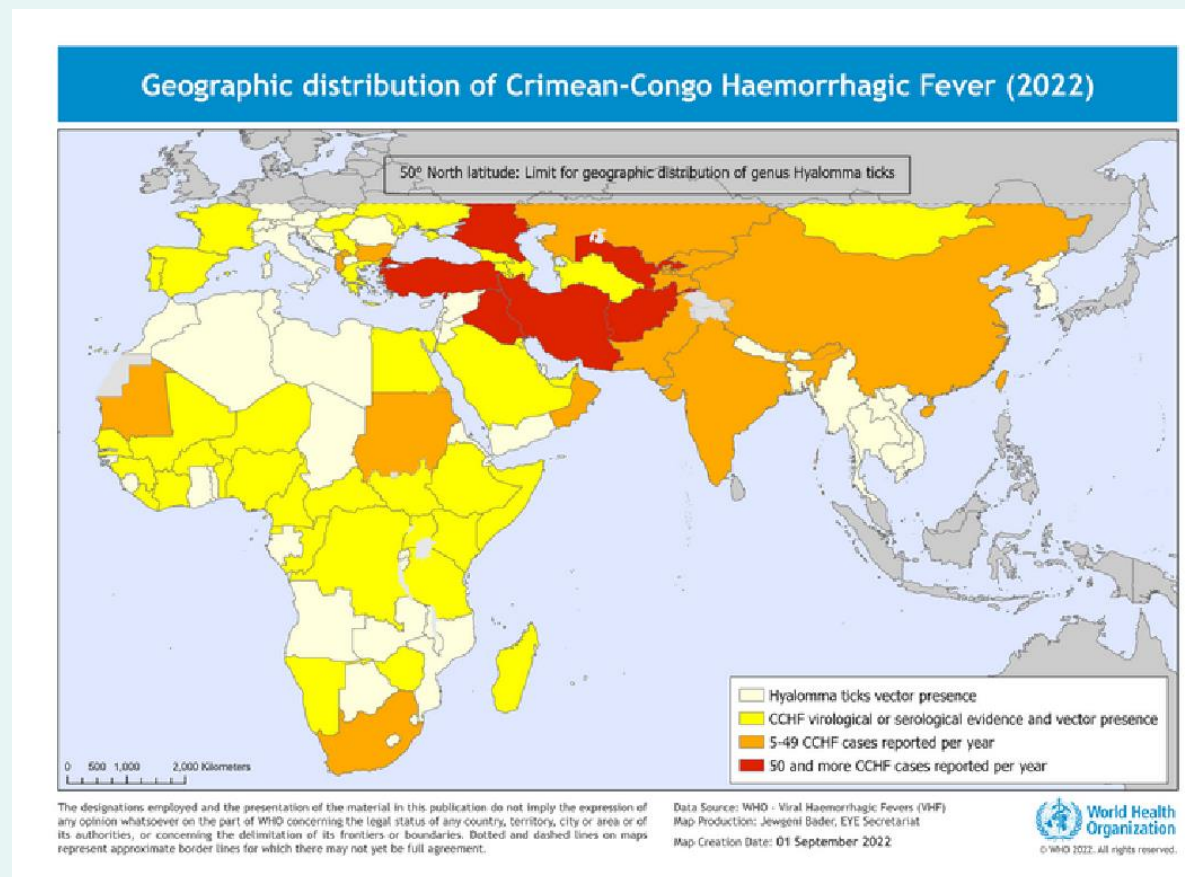 Geographic distribution of Crimean-Congo Haemorrhagic Fever (2022)
50° North latitude: Limit for geographic distribution of genus Hyalomma ticks
Hyalomma ticks vector presence
CCHF virological or serological evidence and vector presence
5-49 CCHF cases reported per year
50 and more CCHF cases reported per year
0 500 1,000 2,000 Kilometers
The designations employed and the presentation of the material in this publication do not imply the expression of
any opinion whatsoever on the part of WHO concerning the legal status of any country, territory, city or area or of
its authorities, or concerning the delimitation of its frontiers or boundaries. Dotted and dashed lines on maps
represent approximate border lines for which there may not yet be full agreement.
Data Source: WHO - Viral Haemorrhagic Fevers (VHF)
Map Production: Jewgeni Bader, EYE Secretariat
Map Creation Date: 01 September 2022
World Health
Organization
© WHO 2022. All rights reserved.